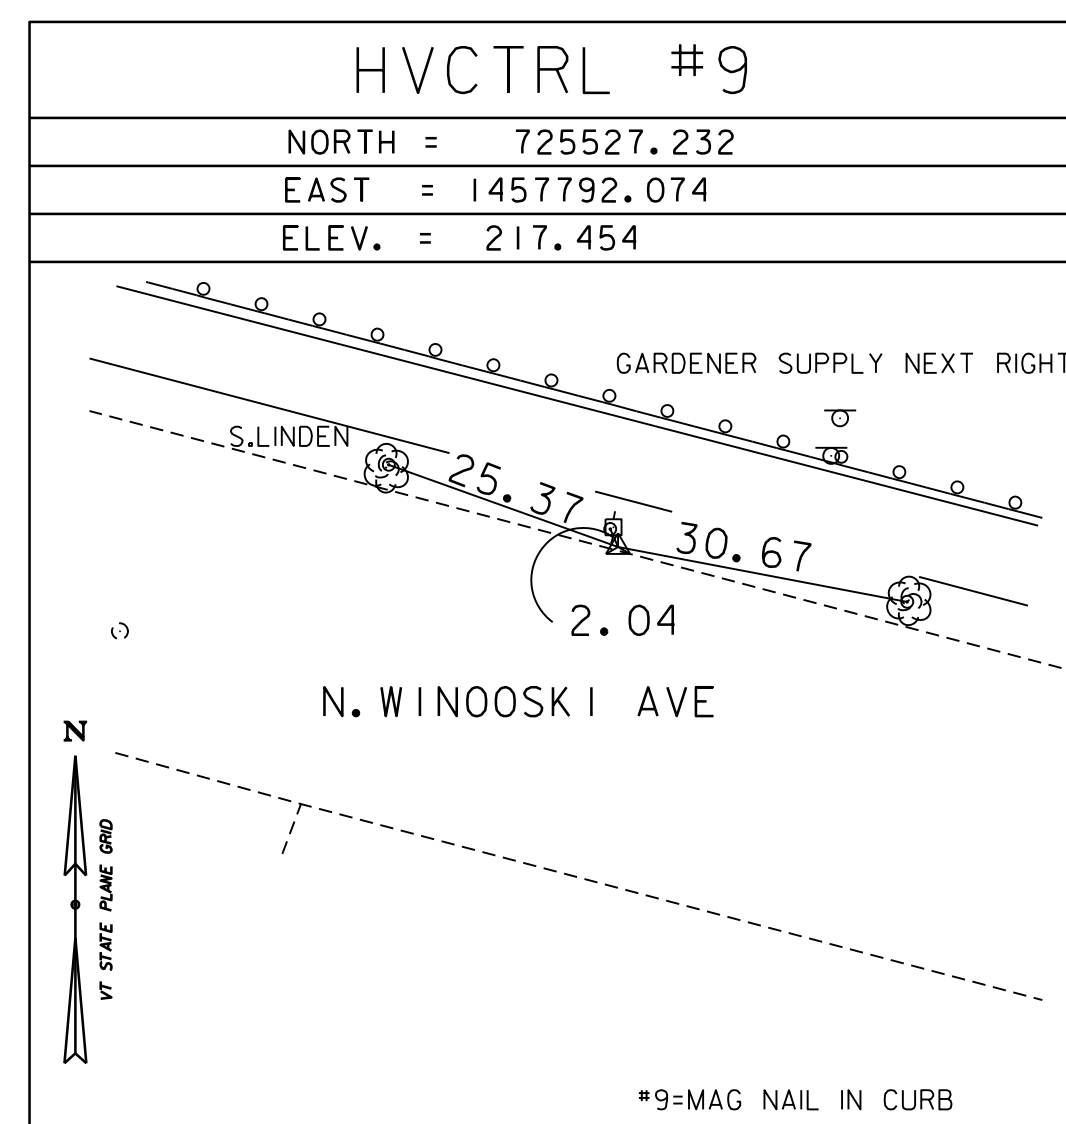 HVCTRL #9
NORTH = 725527.232
EAST = 1457792.074
ELEV. = 217.454
GARDENER SUPPLY NEXT RIGHT
S.LINDEN
25.37
30.67
2.04
N. WINOOSKI AVE
N
VT STATE PLANE GRID
#9=MAG NAIL IN CURB